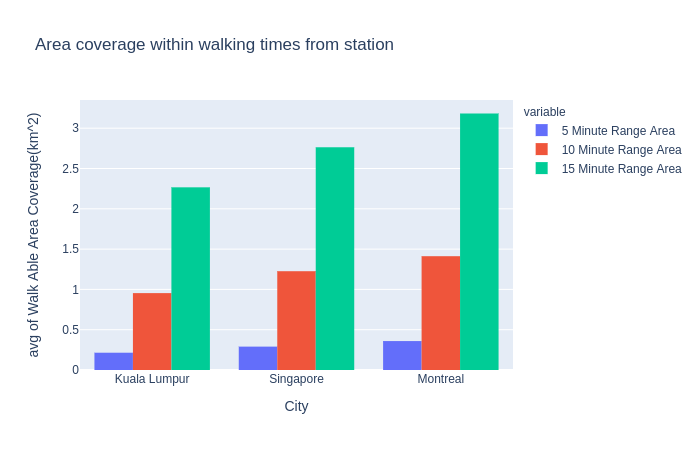 Area coverage within walking times from station
avg of Walk Able Area Coverage(km^2)
3
2.5
2
1.5
1
0.5
0
Kuala Lumpur
Singapore
Montreal
City
variable
5 Minute Range Area
10 Minute Range Area
15 Minute Range Area